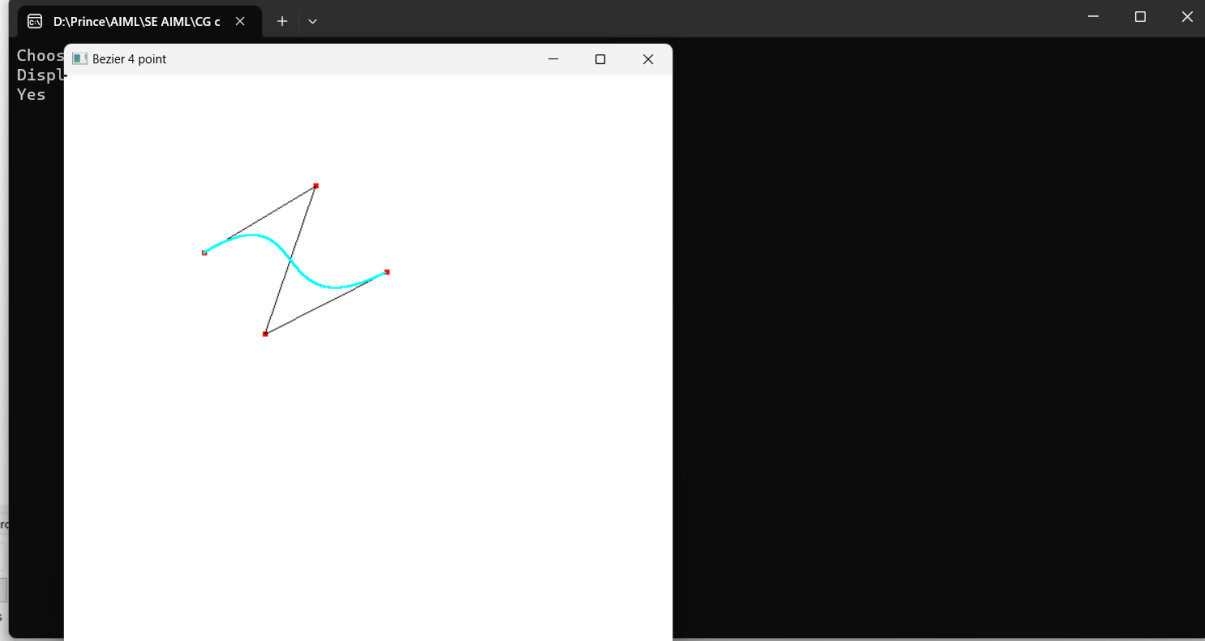 D:\Prince\AIML\SE AIML\CG c
Bezier 4 point
Choos
Displ
Yes